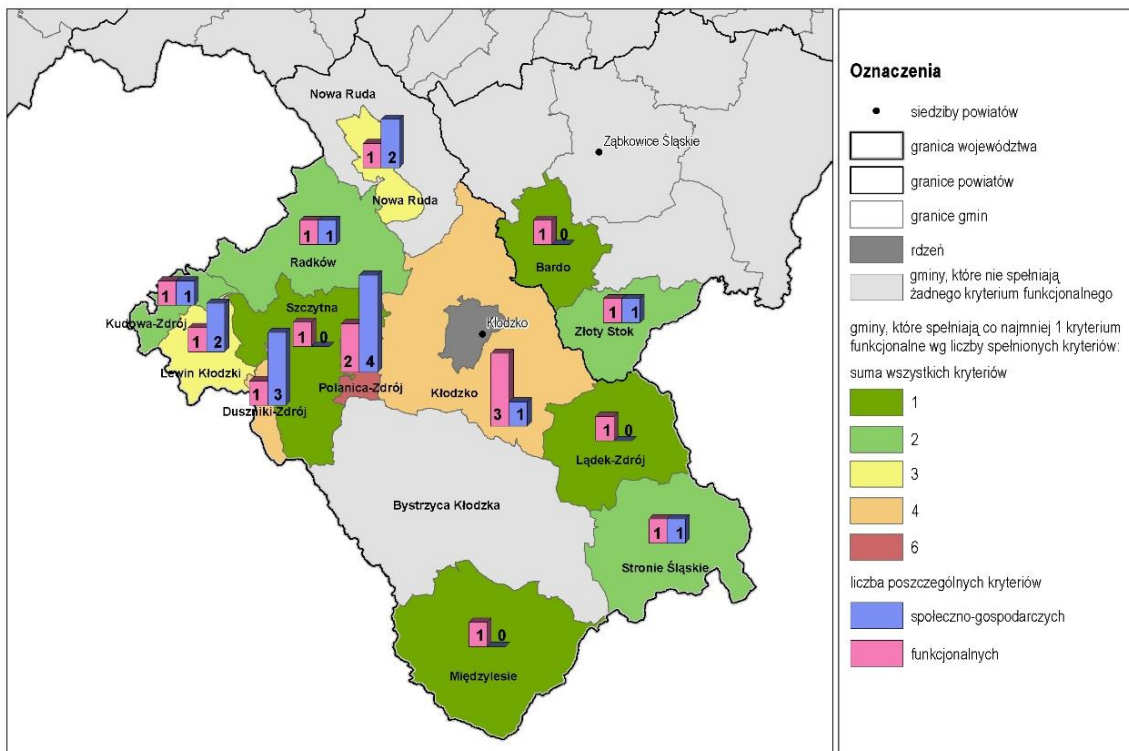 Nowa Ruda
1 2
Nowa Ruda
Ząbkowice Śląskie
1 1
Radków
1 0
Bardo
1 1
Kudowa-Zdrój
1 2
Lewin Kłodzki
Szczytna
1 0
2 4
Polanica-Zdrój
1 3
Duszniki-Zdrój
Kłodzko
Kłodzko
3 1
1 1
Złoty Stok
1 0
Lądek-Zdrój
Bystrzyca Kłodzka
1 1
Stronie Śląskie
1 0
Międzylesie
Oznaczenia
siedziby powiatów
granica województwa
granice powiatów
granice gmin
rdzeń
gminy, które nie spełniają
żadnego kryterium funkcjonalnego
gminy, które spełniają co najmniej 1 kryterium
funkcjonalne wg liczby spełnionych kryteriów:
suma wszystkich kryteriów
1
2
3
4
6
liczba poszczególnych kryteriów
społeczno-gospodarczych
funkcjonalnych